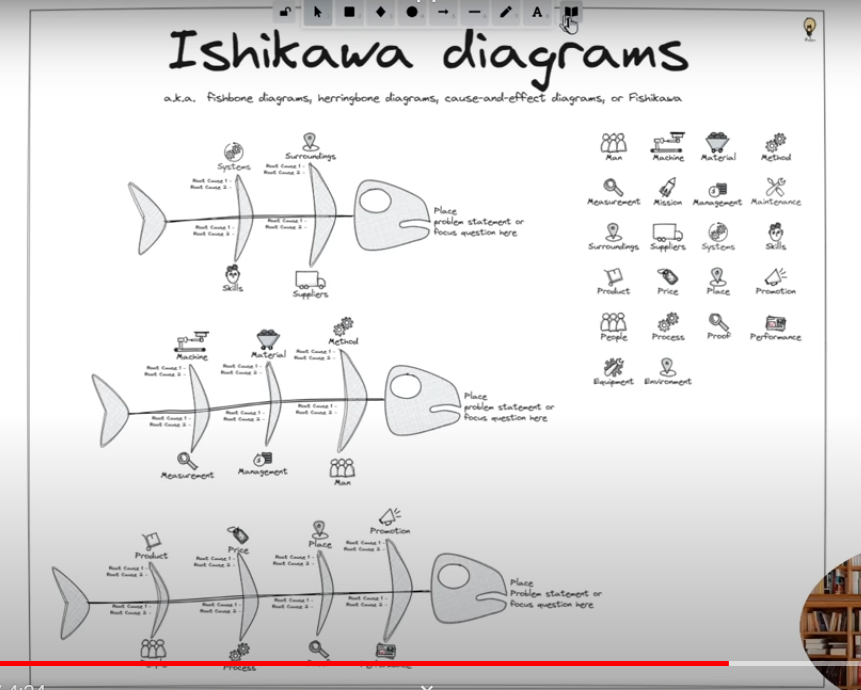 A
Ishikawa diagrams
a.k.a. fishbone diagrams, herringbone diagrams, cause-and-effect diagrams, or Fishikawa
Systems
Surroundings
Root Cause 1 -
Root Cause 2 -
Root Cause 1 -
Root Cause 2 -
Root Cause 1 -
Root Cause 2 -
Root Cause 1 -
Root Cause 2 -
Place
problem statement or
focus question here
Skills
Suppliers
Machine
Material
Method
Root Cause 1 -
Root Cause 2 -
Root Cause 1 -
Root Cause 2 -
Root Cause 1 -
Root Cause 2 -
Root Cause 1 -
Root Cause 2 -
Root Cause 1 -
Root Cause 2 -
Root Cause 1 -
Root Cause 2 -
Place
problem statement or
focus question here
Measurement
Management
Man
Product
Price
Place
Promotion
Root Cause 1 -
Root Cause 2 -
Root Cause 1 -
Root Cause 2 -
Root Cause 1 -
Root Cause 2 -
Root Cause 1 -
Root Cause 2 -
Root Cause 1 -
Root Cause 2 -
Root Cause 1 -
Root Cause 2 -
Root Cause 1 -
Root Cause 2 -
Root Cause 1 -
Root Cause 2 -
Place
Problem statement or
focus question here
Process
Man Machine Material Method
Measurement Mission Management Maintenance
Surroundings Suppliers Systems Skills
Product Price Place Promotion
People Process Proof Performance
Equipment Environment